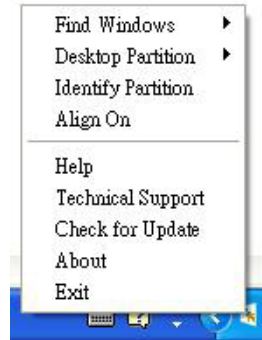 Find Windows
Desktop Partition
Identify Partition
Align On
Help
Technical Support
Check for Update
About
Exit